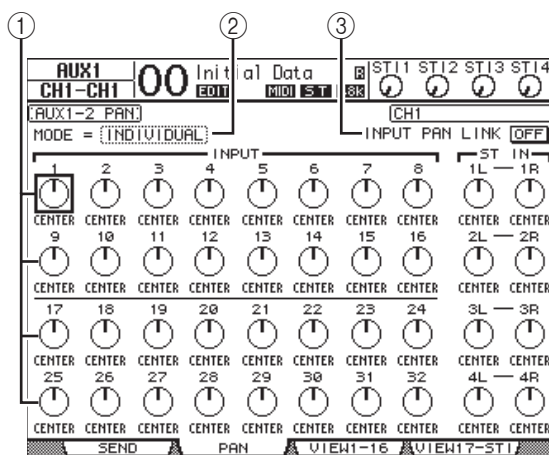 ① ② ③
AUX1 CH1-CH1 00 Initial Data EDIT MIDI ST STI1 STI2 STI3 STI4
AUX1-2 PAN CH1
MODE = INDIVIDUAL INPUT PAN LINK OFF
INPUT ST IN
1 2 3 4 5 6 7 8 1L — 1R
CENTER CENTER CENTER CENTER CENTER CENTER CENTER CENTER CENTER CENTER
9 10 11 12 13 14 15 16 2L — 2R
CENTER CENTER CENTER CENTER CENTER CENTER CENTER CENTER CENTER CENTER
17 18 19 20 21 22 23 24 3L — 3R
CENTER CENTER CENTER CENTER CENTER CENTER CENTER CENTER CENTER CENTER
25 26 27 28 29 30 31 32 4L — 4R
CENTER CENTER CENTER CENTER CENTER CENTER CENTER CENTER CENTER CENTER
SEND PAN VIEW1-16 VIEW17-STI